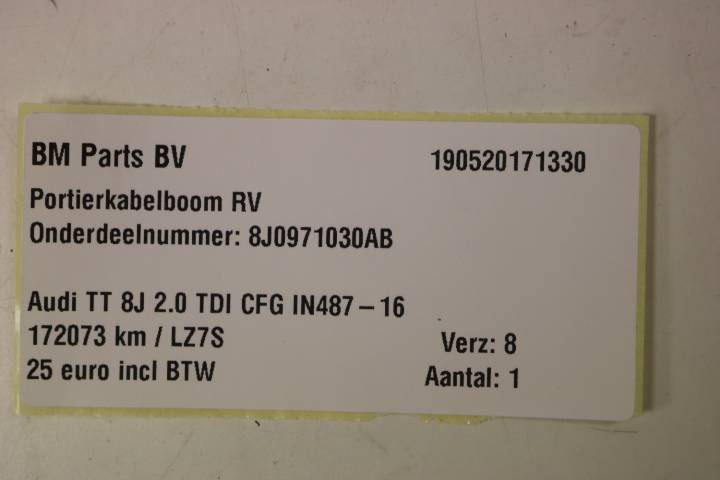 BM Parts BV 190520171330
Portierkabelboom RV
Onderdeelnummer: 8J0971030AB
Audi TT 8J 2.0 TDI CFG IN487-16
172073 km / LZ7S Verz: 8
25 euro incl BTW Aantal: 1